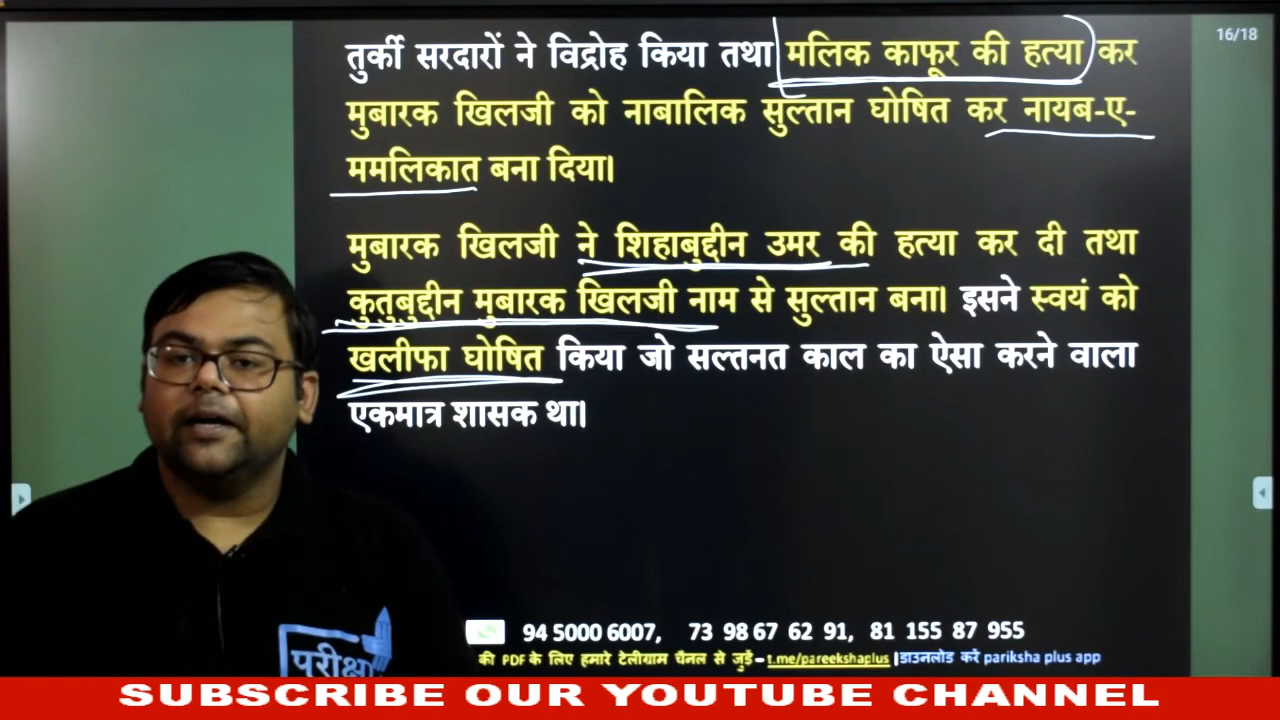 16/18
तुर्की सरदारों ने विद्रोह किया तथा मलिक काफूर की हत्या कर
मुबारक खिलजी को नाबालिक सुल्तान घोषित कर नायब-ए-
ममलिकात बना दिया।
मुबारक खिलजी ने शिहाबुद्दीन उमर की हत्या कर दी तथा
कुतुबुद्दीन मुबारक खिलजी नाम से सुल्तान बना। इसने स्वयं को
खलीफा घोषित किया जो सल्तनत काल का ऐसा करने वाला
एकमात्र शासक था।
94 5000 6007, 73 98 67 62 91, 81 155 87 955
की PDF के लिए हमारे टेलीग्राम चैनल से जुड़ें – t.me/pareekshaplus | डाउनलोड करें pariksha plus app
परीक्षा
SUBSCRIBE OUR YOUTUBE CHANNEL